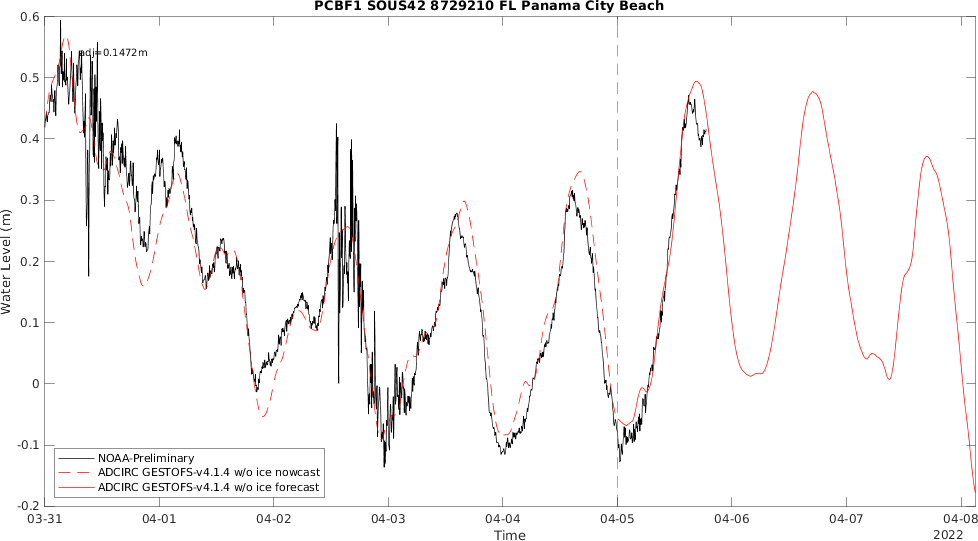 PCBF1 SOUS42 8729210 FL Panama City Beach
adj=0.1472m
0.6
0.5
0.4
0.3
0.2
0.1
0
-0.1
-0.2
Water Level (m)
NOAA-Preliminary
ADCIRC GESTOFS-v4.1.4 w/o ice nowcast
ADCIRC GESTOFS-v4.1.4 w/o ice forecast
03-31 04-01 04-02 04-03 04-04 04-05 04-06 04-07 04-08
Time
2022